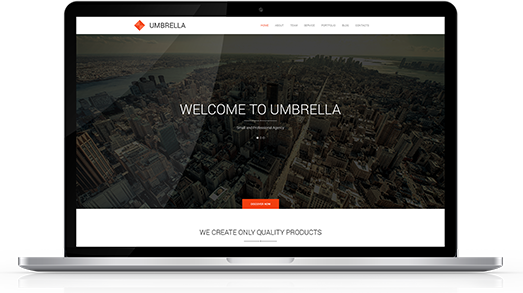 UMBRELLA
HOME ABOUT TEAM SERVICE PORTFOLIO BLOG CONTACTS
WELCOME TO UMBRELLA
Small and Professional Agency
DISCOVER NOW
WE CREATE ONLY QUALITY PRODUCTS